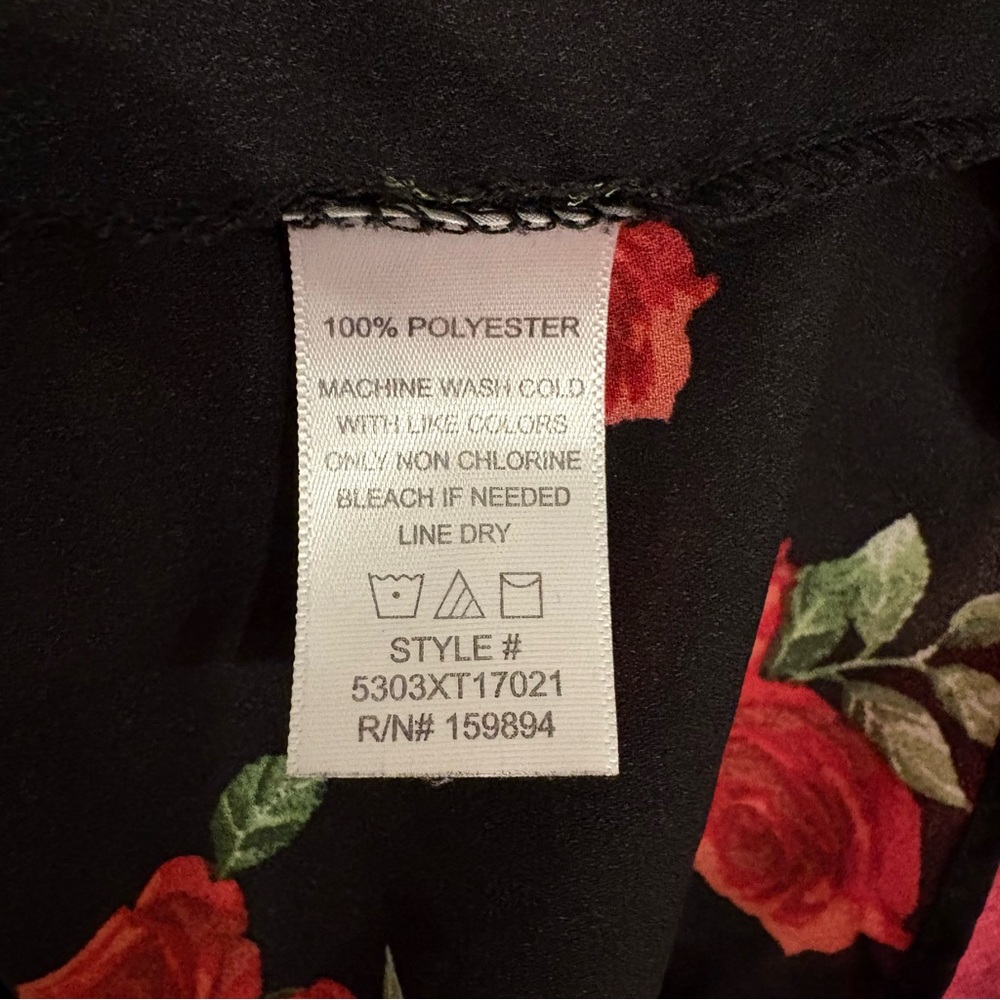 100% POLYESTER
MACHINE WASH COLD
WITH LIKE COLORS
ONLY NON CHLORINE
BLEACH IF NEEDED
LINE DRY
STYLE #
5303XT17021
R/N# 159894